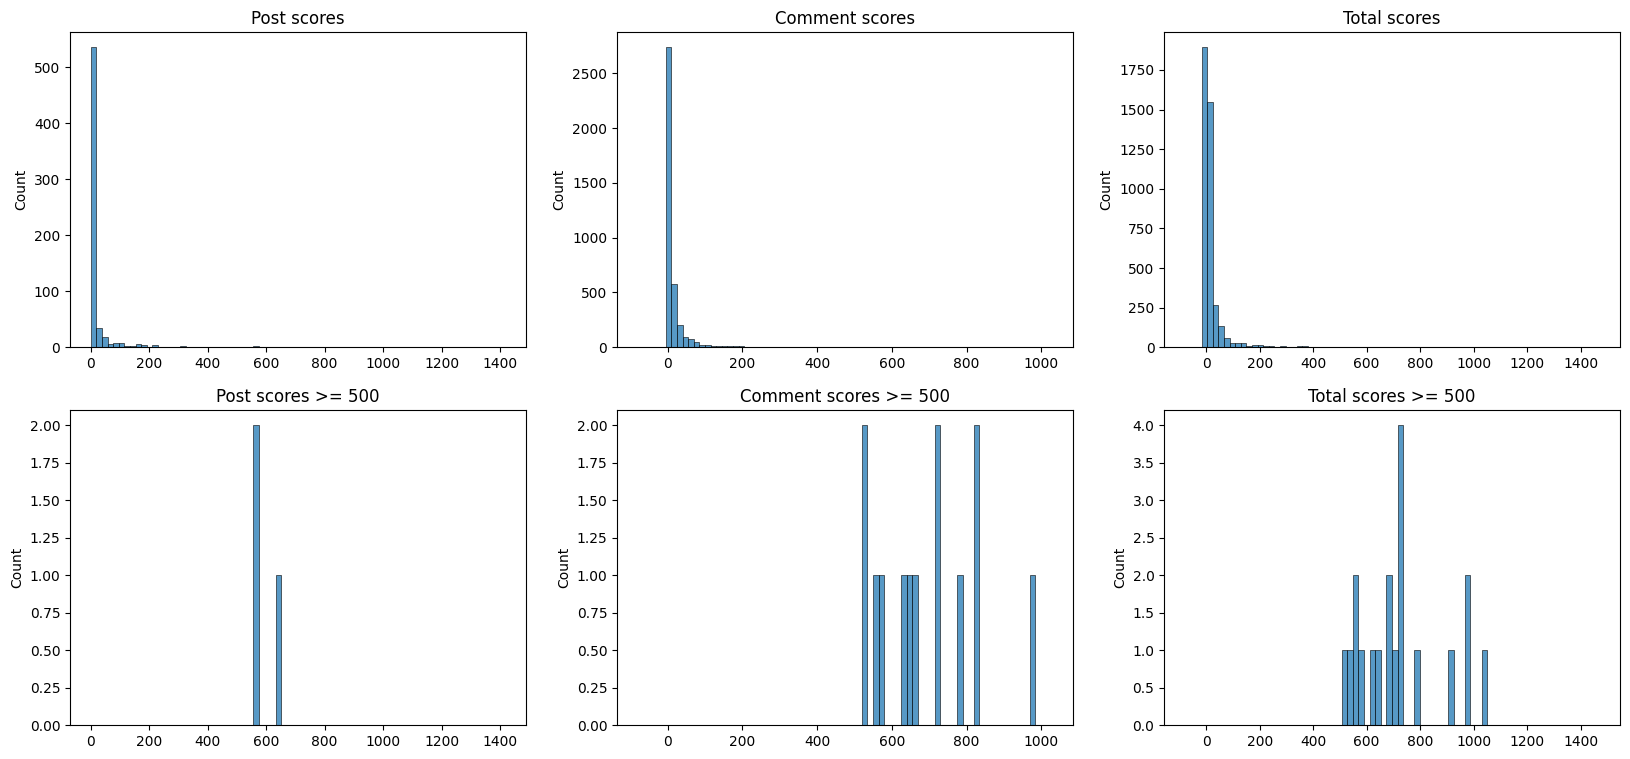 Post scores
Comment scores
Total scores
500
400
300
200
100
0
Count
0 200 400 600 800 1000 1200 1400
2500
2000
1500
1000
500
0
Count
0 200 400 600 800 1000
1750
1500
1250
1000
750
500
250
0
Count
0 200 400 600 800 1000 1200 1400
Post scores >= 500
Comment scores >= 500
Total scores >= 500
2.00
1.75
1.50
1.25
1.00
0.75
0.50
0.25
0.00
Count
0 200 400 600 800 1000 1200 1400
2.00
1.75
1.50
1.25
1.00
0.75
0.50
0.25
0.00
Count
0 200 400 600 800 1000
4.0
3.5
3.0
2.5
2.0
1.5
1.0
0.5
0.0
Count
0 200 400 600 800 1000 1200 1400